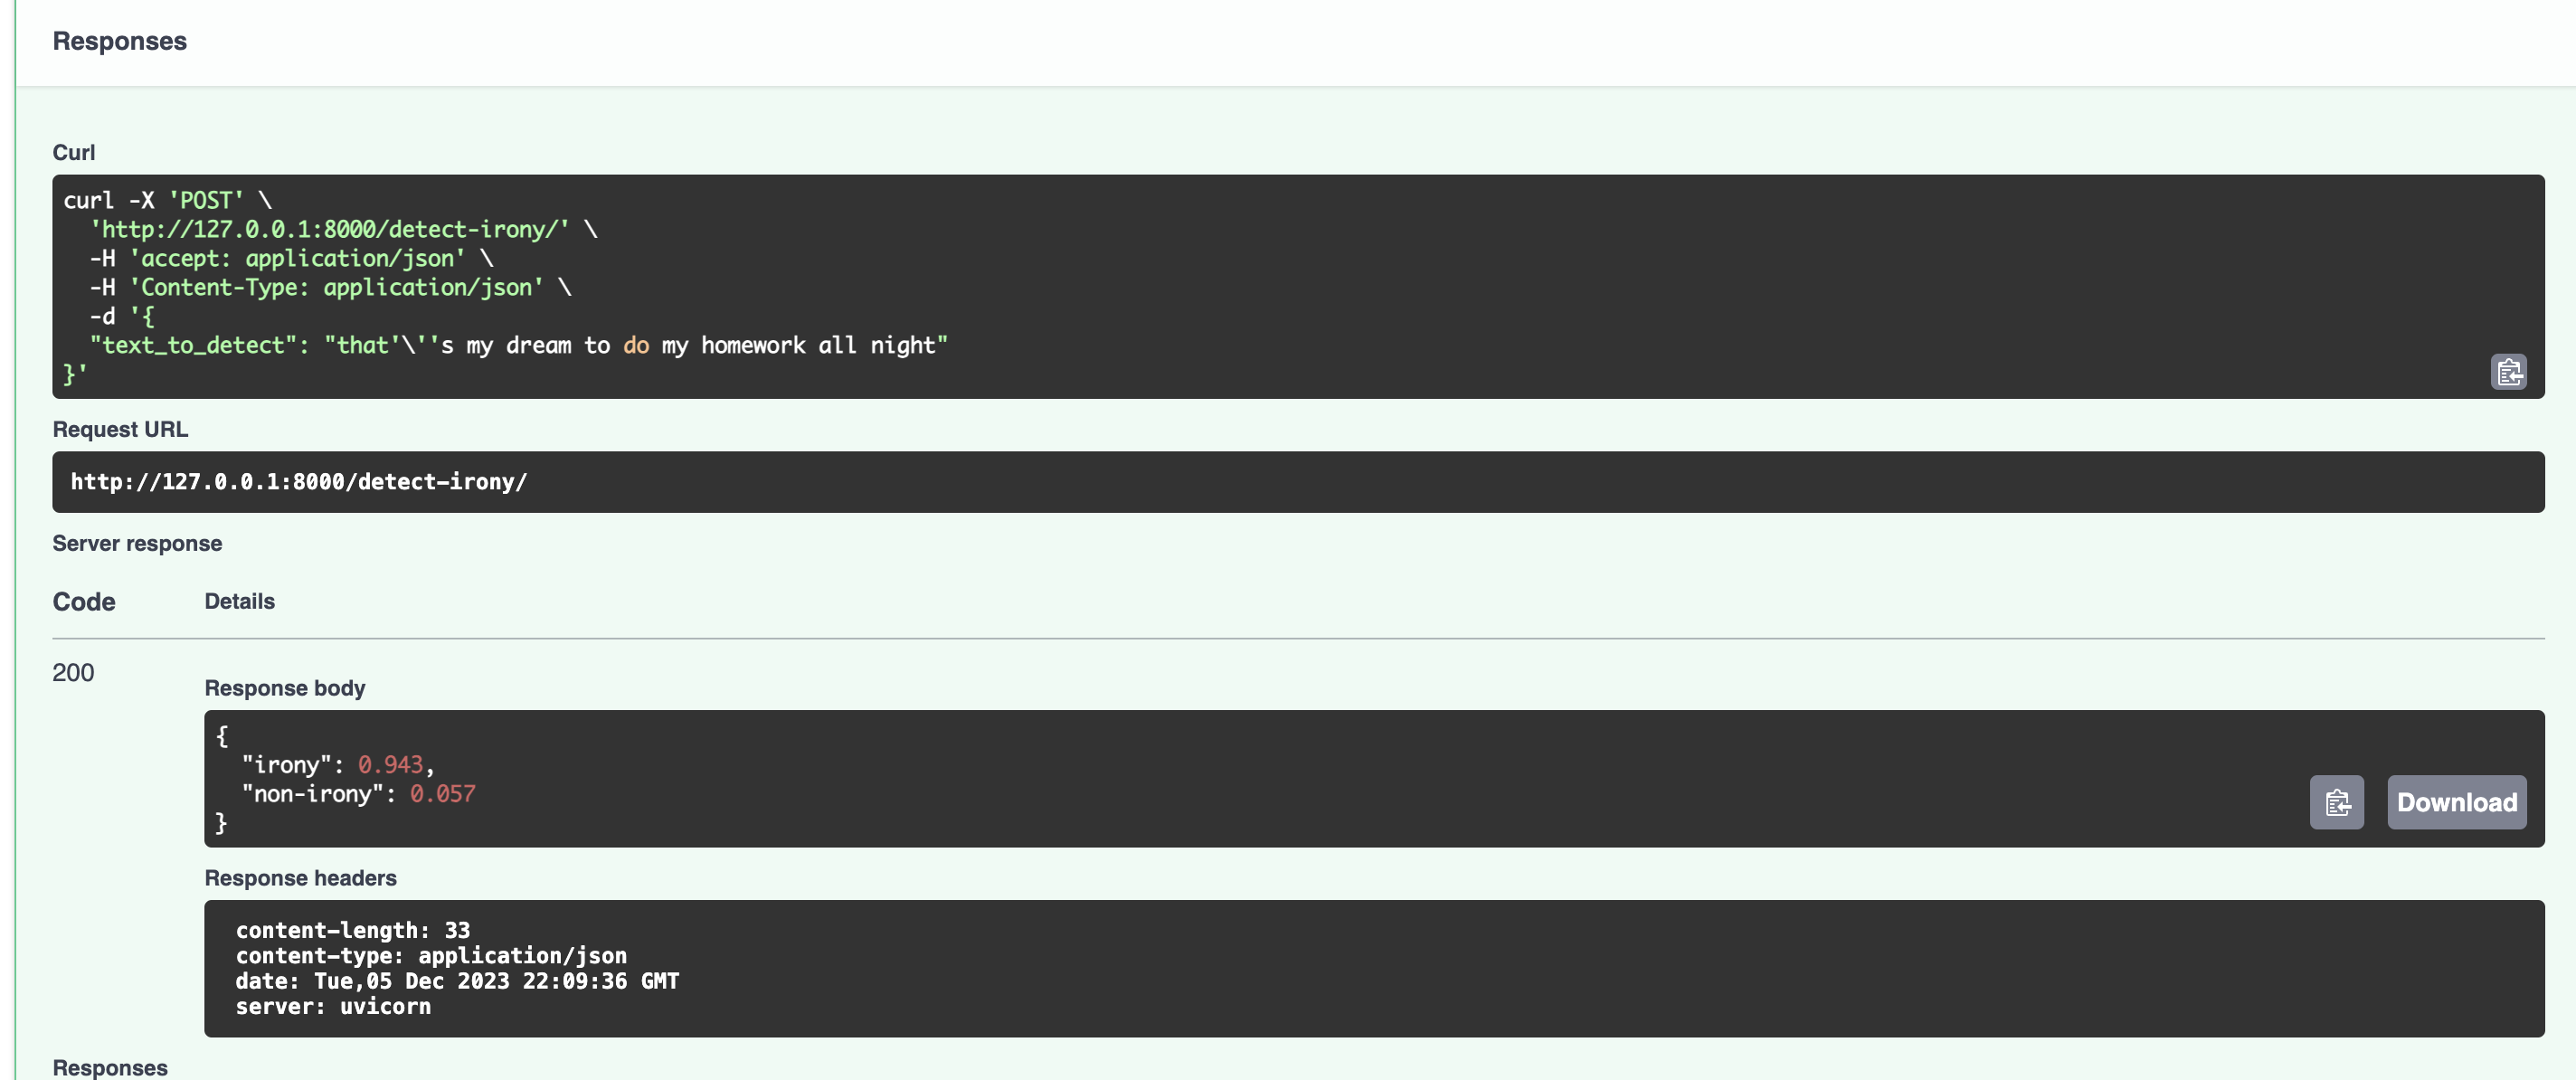 Responses
Curl
curl -X 'POST' \
'http://127.0.0.1:8000/detect-irony/' \
-H 'accept: application/json' \
-H 'Content-Type: application/json' \
-d '{
"text_to_detect": "that'\''s my dream to do my homework all night"
}'
Request URL
http://127.0.0.1:8000/detect-irony/
Server response
Code Details
200
Response body
{
"irony": 0.943,
"non-irony": 0.057
}
Download
Response headers
content-length: 33
content-type: application/json
date: Tue,05 Dec 2023 22:09:36 GMT
server: uvicorn
Responses